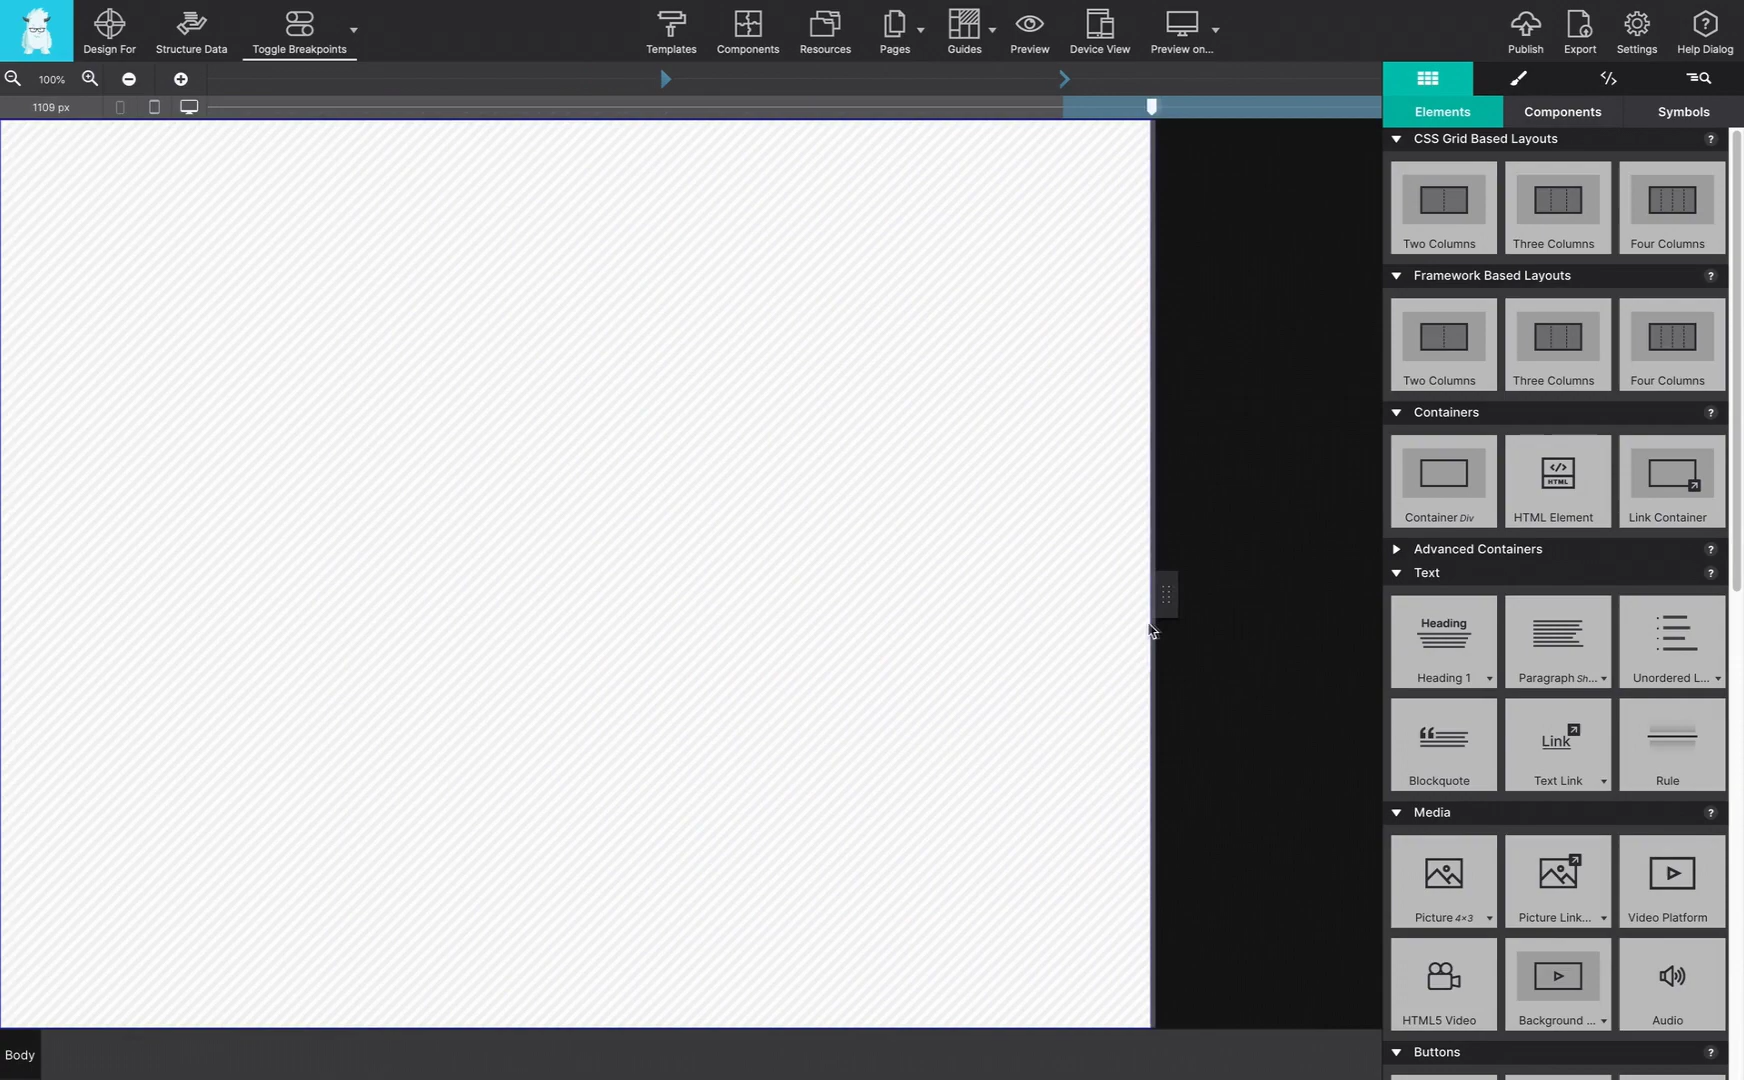 Design For
Structure Data
Toggle Breakpoints
Templates
Components
Resources
Pages
Guides
Preview
Device View
Preview on...
Publish
Export
Settings
Help Dialog
100%
1109 px
Elements
Components
Symbols
CSS Grid Based Layouts
?
Two Columns
Three Columns
Four Columns
Framework Based Layouts
?
Two Columns
Three Columns
Four Columns
Containers
?
HTML
Container Div
HTML Element
Link Container
Advanced Containers
?
Text
?
Heading
Heading 1
Paragraph Sh...
Unordered L...
Link
Blockquote
Text Link
Rule
Media
?
Picture 4×3
Picture Link...
Video Platform
HTML5 Video
Background ...
Audio
Buttons
?
Body